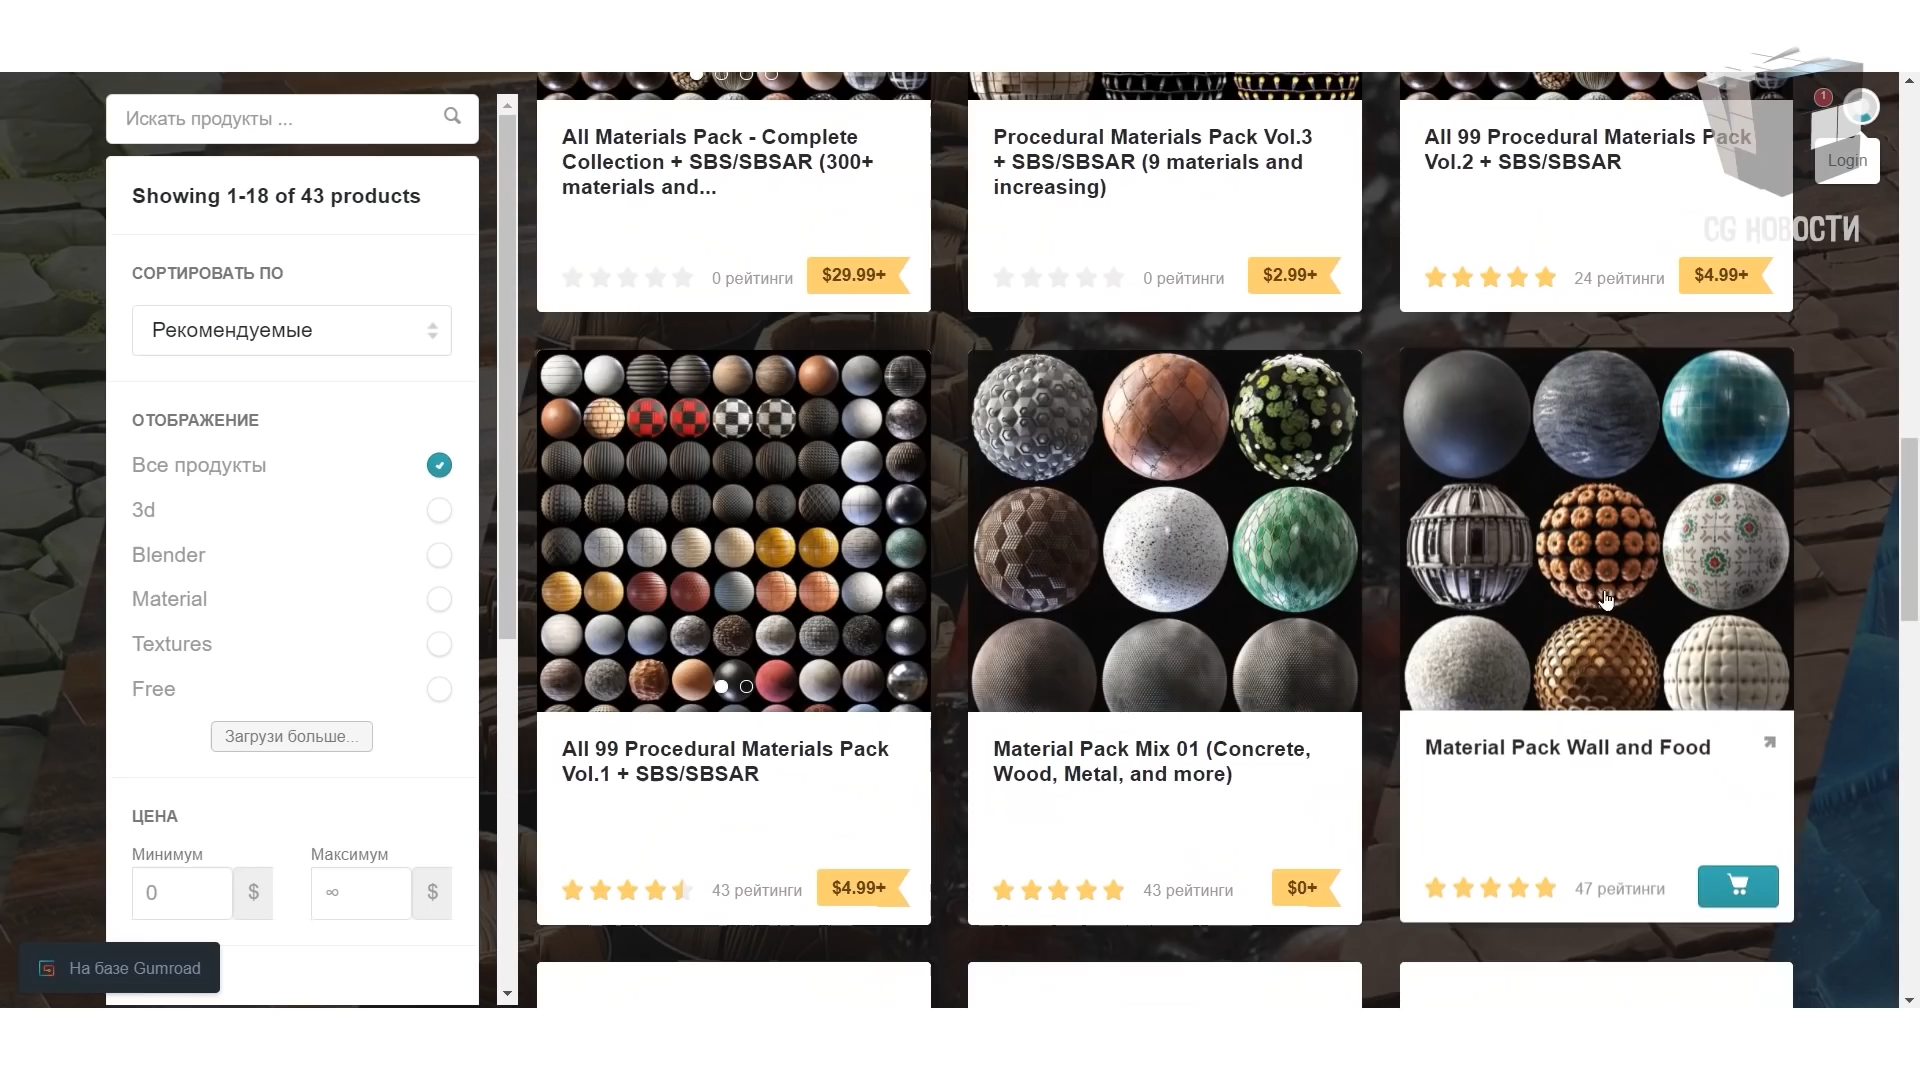 Искать продукты ...
Showing 1-18 of 43 products
СОРТИРОВАТЬ ПО
Рекомендуемые
ОТОБРАЖЕНИЕ
Все продукты
3d
Blender
Material
Textures
Free
Загрузи больше...
ЦЕНА
Минимум
Максимум
0
$
∞
$
На базе Gumroad
All Materials Pack - Complete
Collection + SBS/SBSAR (300+
materials and...
0 рейтинги
$29.99+
Procedural Materials Pack Vol.3
+ SBS/SBSAR (9 materials and
increasing)
0 рейтинги
$2.99+
All 99 Procedural Materials Pack
Vol.2 + SBS/SBSAR
24 рейтинги
$4.99+
1
Login
CG НОВОСТИ
All 99 Procedural Materials Pack
Vol.1 + SBS/SBSAR
43 рейтинги
$4.99+
Material Pack Mix 01 (Concrete,
Wood, Metal, and more)
43 рейтинги
$0+
Material Pack Wall and Food
47 рейтинги